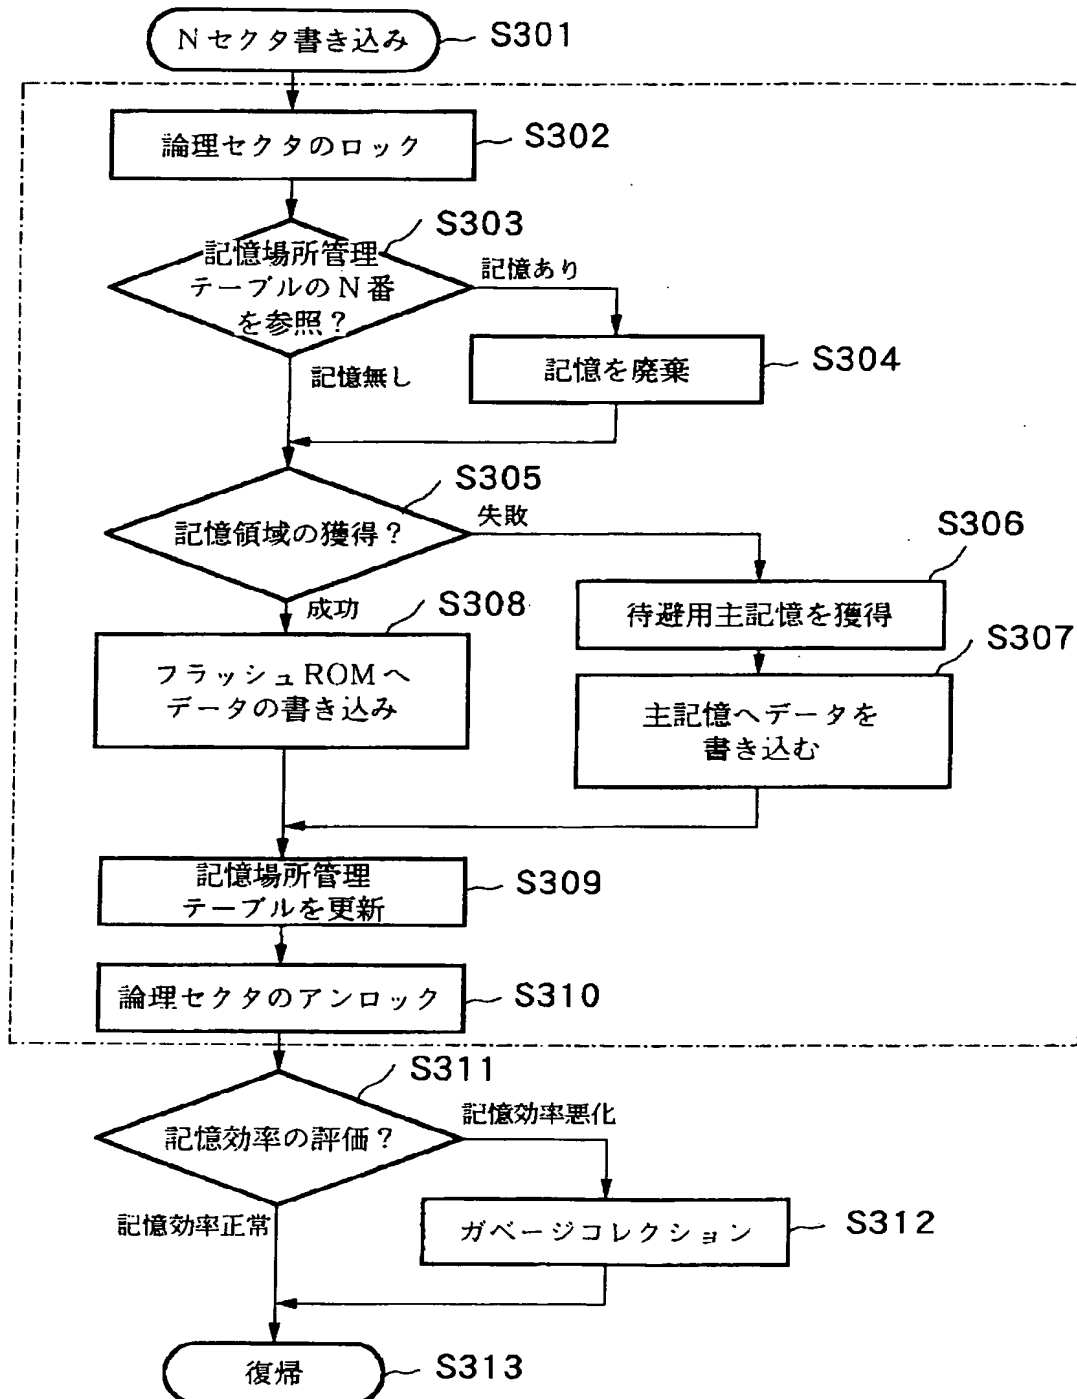 Nセクタ書き込み
S301
論理セクタのロック
S302
S303
記憶場所管理
テーブルのN番
を参照?
記憶あり
記憶を廃棄
S304
記憶無し
S305
記憶領域の獲得?
失敗
S306
待避用主記憶を獲得
成功
S308
フラッシュROMへ
データの書き込み
S307
主記憶へデータを
書き込む
記憶場所管理
テーブルを更新
S309
論理セクタのアンロック
S310
S311
記憶効率の評価?
記憶効率悪化
記憶効率正常
ガベージコレクション
S312
復帰
S313